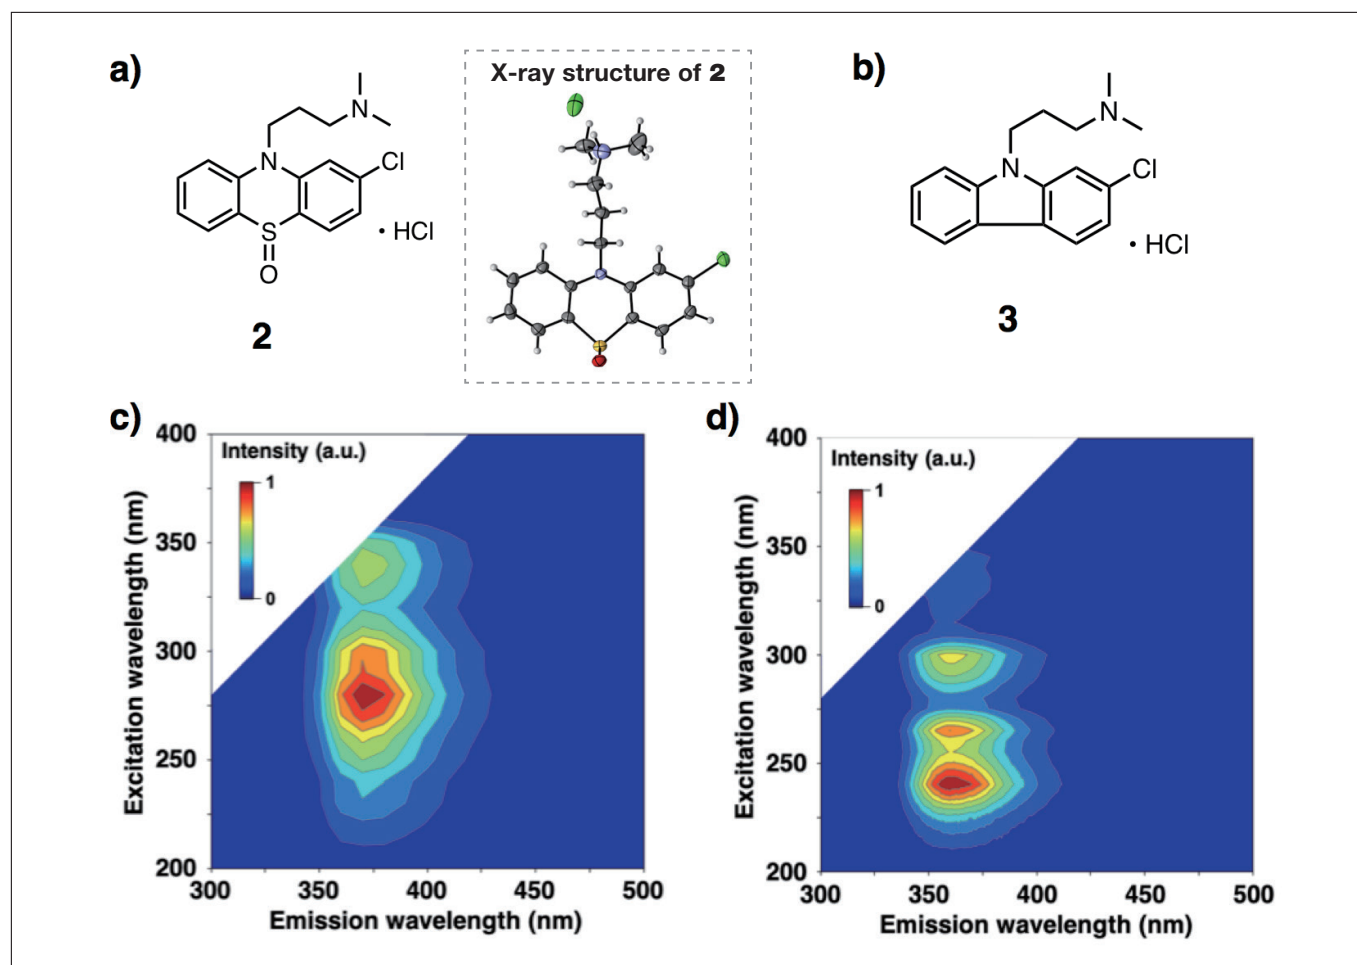 a)
N
N
Cl
S
O
• HCl
2
X-ray structure of 2
b)
N
N
Cl
• HCl
3
c)
Intensity (a.u.)
1
0
400
350
300
250
200
Excitation wavelength (nm)
300 350 400 450 500
Emission wavelength (nm)
d)
Intensity (a.u.)
1
0
400
350
300
250
200
Excitation wavelength (nm)
300 350 400 450 500
Emission wavelength (nm)